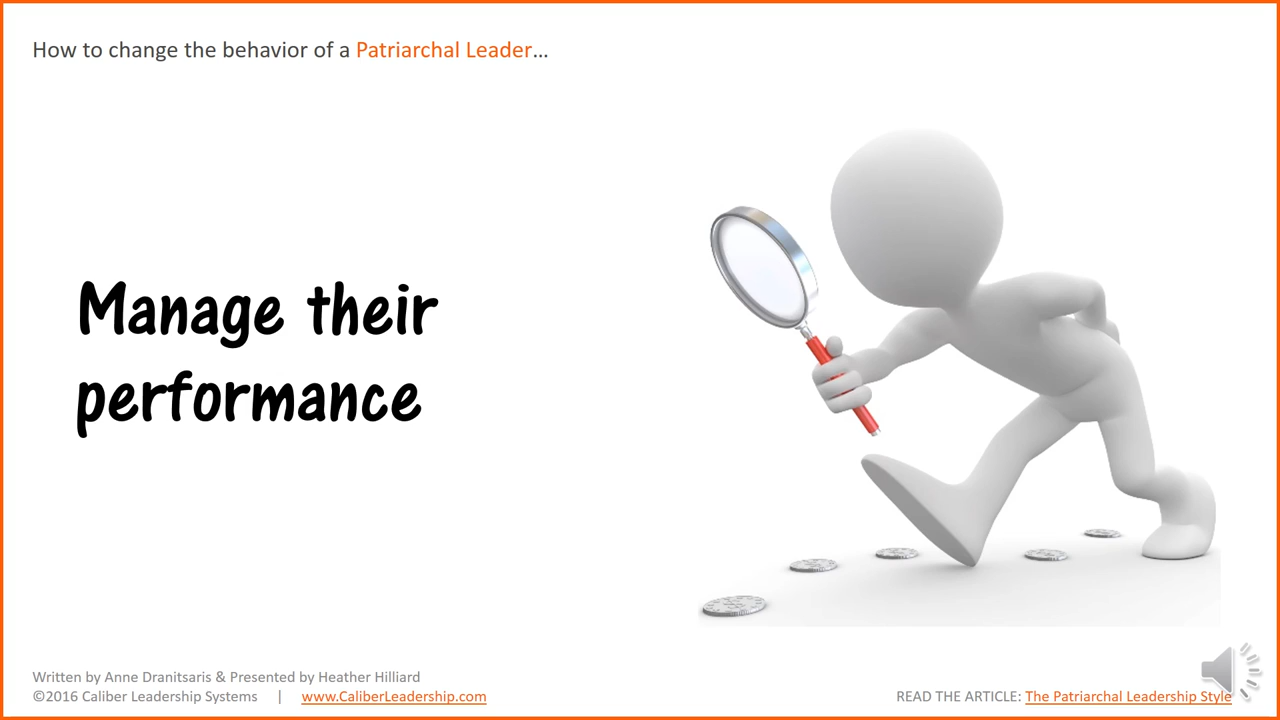 How to change the behavior of a Patriarchal Leader...
Manage their
performance
Written by Anne Dranitsaris & Presented by Heather Hilliard
©2016 Caliber Leadership Systems | www.CaliberLeadership.com
READ THE ARTICLE: The Patriarchal Leadership Style